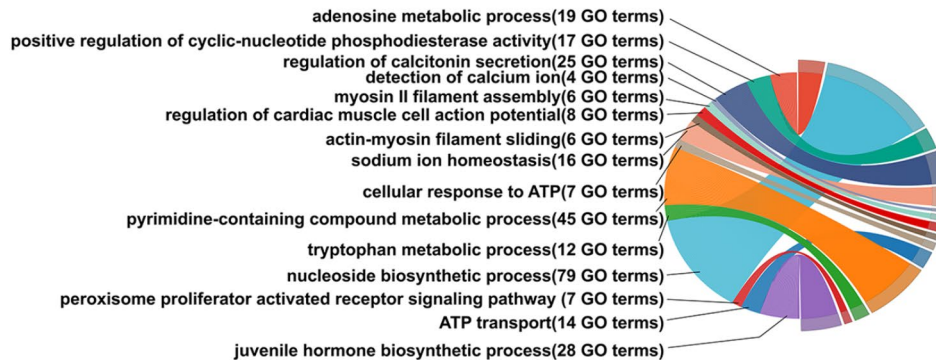 adenosine metabolic process(19 GO terms)
positive regulation of cyclic-nucleotide phosphodiesterase activity(17 GO terms)
regulation of calcitonin secretion(25 GO terms)
detection of calcium ion(4 GO terms)
myosin II filament assembly(6 GO terms)
regulation of cardiac muscle cell action potential(8 GO terms)
actin-myosin filament sliding(6 GO terms)
sodium ion homeostasis(16 GO terms)
cellular response to ATP(7 GO terms)
pyrimidine-containing compound metabolic process(45 GO terms)
tryptophan metabolic process(12 GO terms)
nucleoside biosynthetic process(79 GO terms)
peroxisome proliferator activated receptor signaling pathway (7 GO terms)
ATP transport(14 GO terms)
juvenile hormone biosynthetic process(28 GO terms)